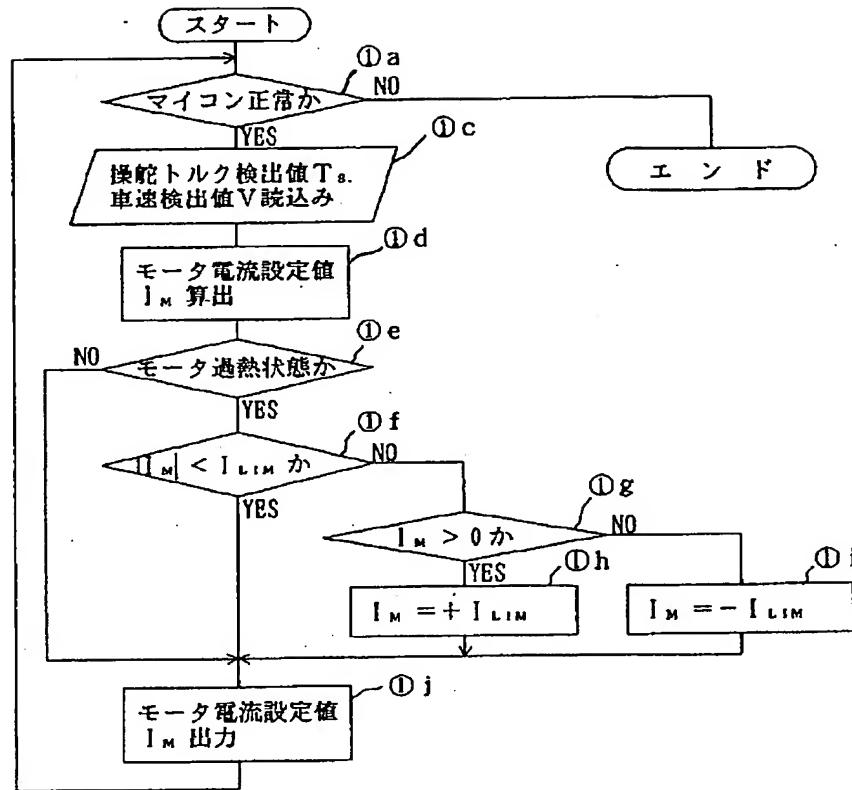 スタート
①a
マイコン正常か
NO
YES
①c
エンド
操舵トルク検出値Ts.
車速検出値V読込み
①d
モータ電流設定値
IM 算出
①e
NO
モータ過熱状態か
YES
①f
|IM| < ILIM か
NO
YES
①g
IM > 0か
NO
YES
①h
①i
IM = + ILIM
IM = - ILIM
①j
モータ電流設定値
IM 出力